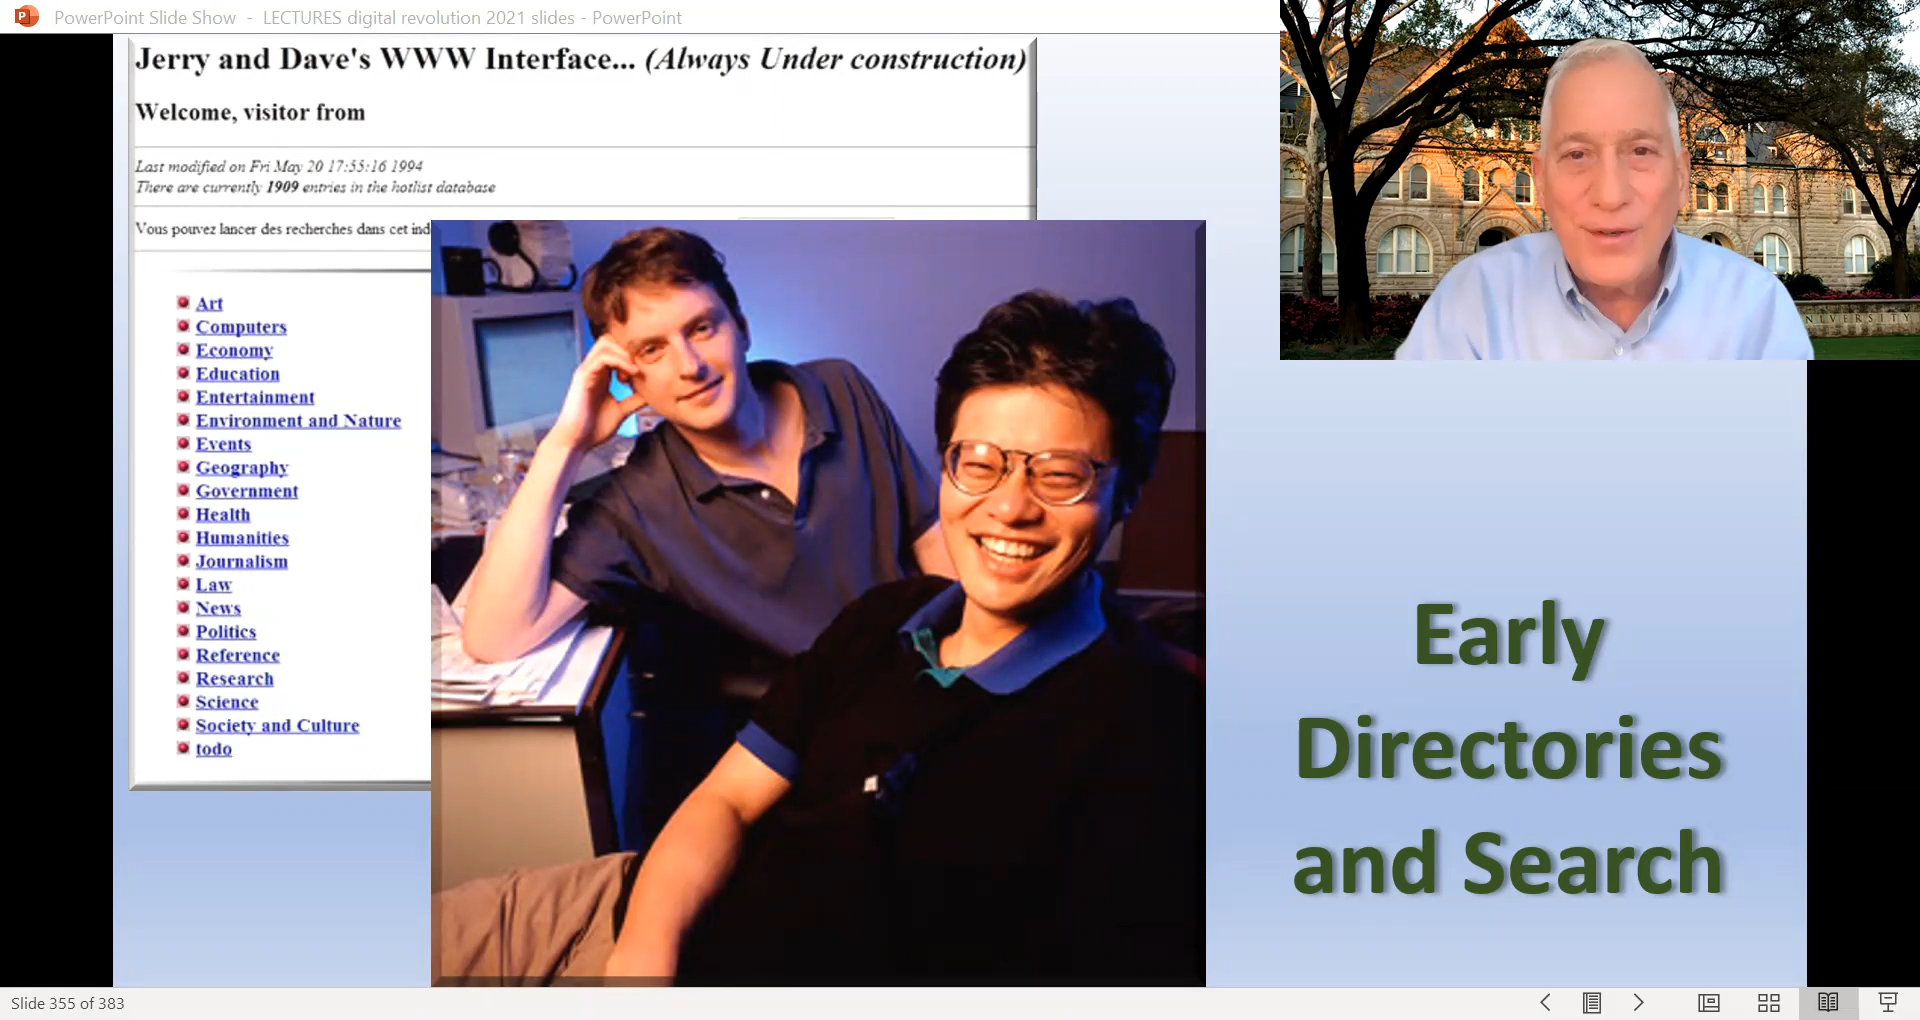 PowerPoint Slide Show - LECTURES digital revolution 2021 slides - PowerPoint
Jerry and Dave's WWW Interface... (Always Under construction)
Welcome, visitor from
Last modified on Fri May 20 17:55:16 1994
There are currently 1909 entries in the hotlist database
Vous pouvez lancer des recherches dans cet ind
Art
Computers
Economy
Education
Entertainment
Environment and Nature
Events
Geography
Government
Health
Humanities
Journalism
Law
News
Politics
Reference
Research
Science
Society and Culture
todo
NIVERSITY
Early
Directories
and Search
Slide 355 of 383